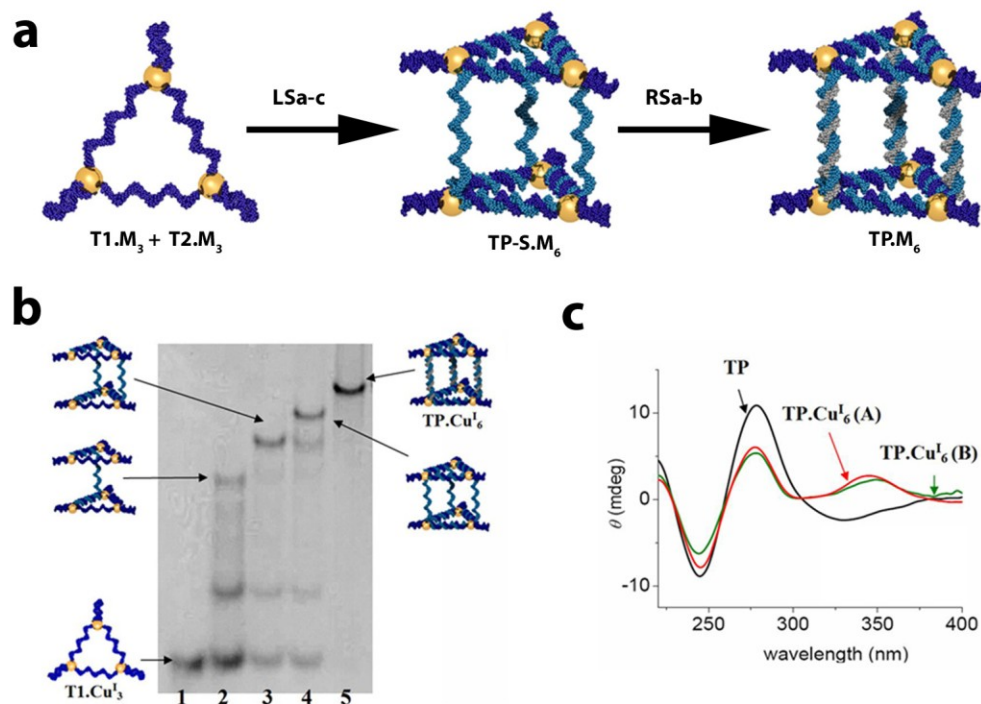 a
LSa-c
RSa-b
T1.M₃ + T2.M₃
TP-S.M₆
TP.M₆
b
TP.Cuᴵ₆
T1.Cuᴵ₃
1 2 3 4 5
c
TP
TP.Cuᴵ₆ (A)
TP.Cuᴵ₆ (B)
θ (mdeg)
10
0
-10
250 300 350 400
wavelength (nm)